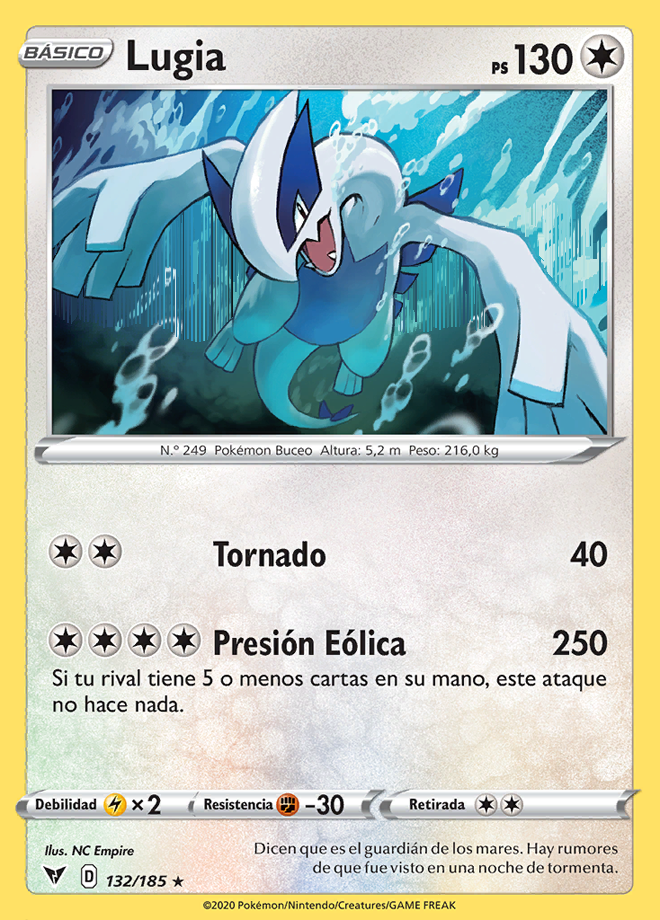 BÁSICO Lugia PS 130
N.º 249 Pokémon Buceo Altura: 5,2 m Peso: 216,0 kg
Tornado 40
Presión Eólica 250
Si tu rival tiene 5 o menos cartas en su mano, este ataque
no hace nada.
Debilidad ×2 Resistencia -30 Retirada
Ilus. NC Empire
Dicen que es el guardián de los mares. Hay rumores
de que fue visto en una noche de tormenta.
D 132/185 ★
©2020 Pokémon/Nintendo/Creatures/GAME FREAK